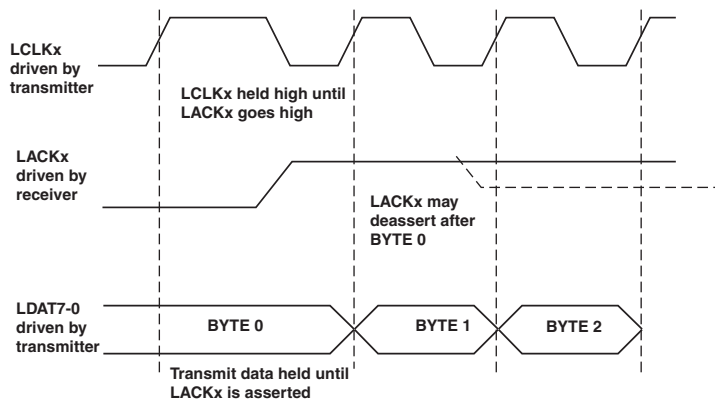 LCLKx
driven by
transmitter
LCLKx held high until
LACKx goes high
LACKx
driven by
receiver
LACKx may
deassert after
BYTE 0
LDAT7-0
driven by
transmitter
BYTE 0
BYTE 1
BYTE 2
Transmit data held until
LACKx is asserted